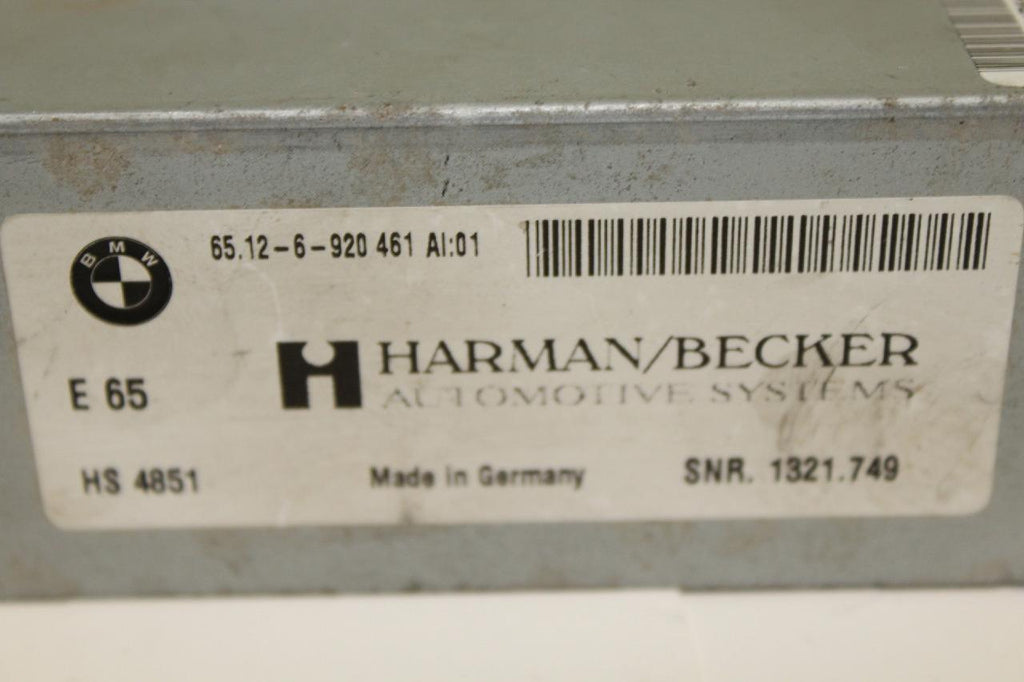 BMW
65.12-6-920 461 AI:01
HARMAN/BECKER
AUTOMOTIVE SYSTEMS
E 65
HS 4851 Made in Germany SNR. 1321.749